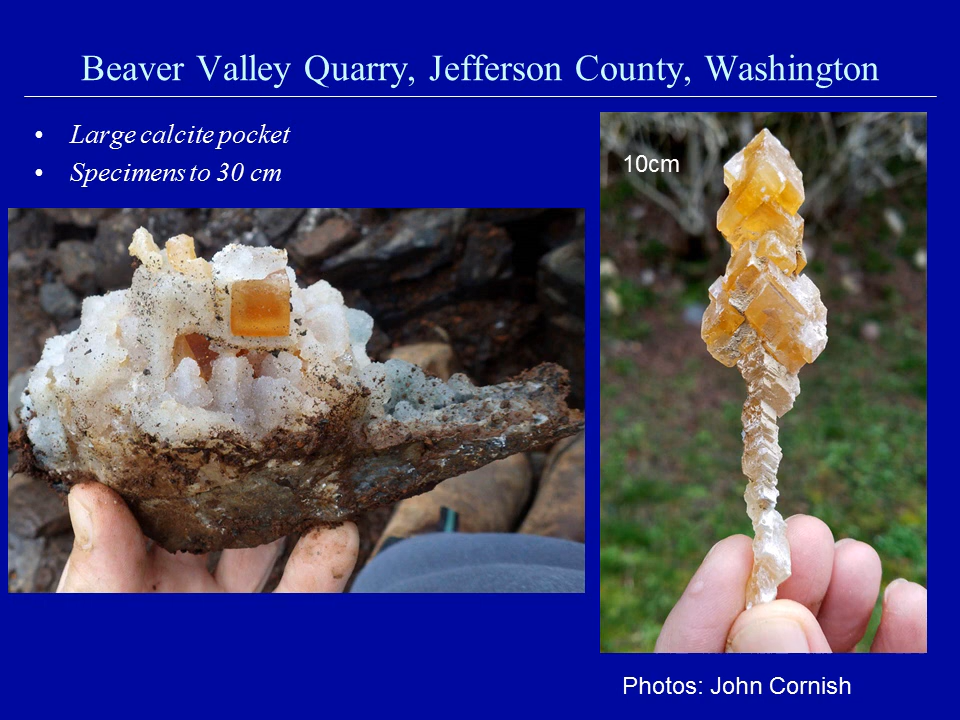 Beaver Valley Quarry, Jefferson County, Washington
• Large calcite pocket
• Specimens to 30 cm
10cm
Photos: John Cornish